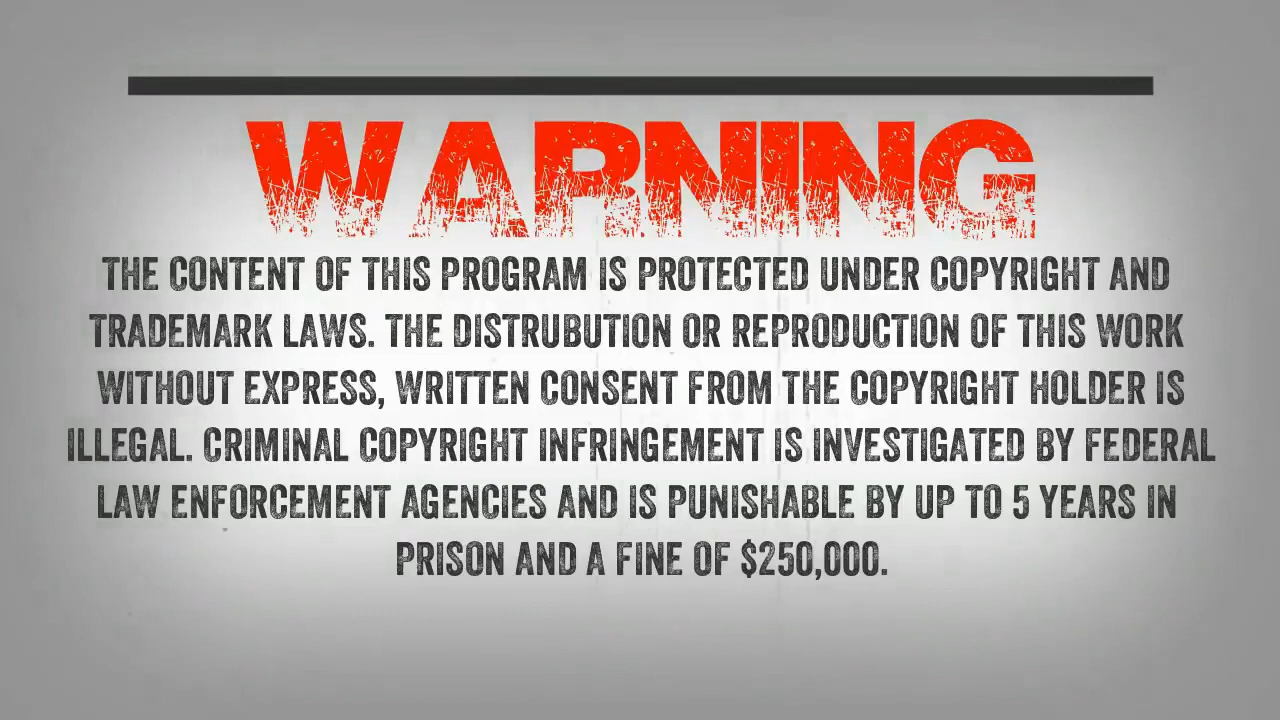 WARNING
THE CONTENT OF THIS PROGRAM IS PROTECTED UNDER COPYRIGHT AND
TRADEMARK LAWS. THE DISTRUBUTION OR REPRODUCTION OF THIS WORK
WITHOUT EXPRESS, WRITTEN CONSENT FROM THE COPYRIGHT HOLDER IS
ILLEGAL. CRIMINAL COPYRIGHT INFRINGEMENT IS INVESTIGATED BY FEDERAL
LAW ENFORCEMENT AGENCIES AND IS PUNISHABLE BY UP TO 5 YEARS IN
PRISON AND A FINE OF $250,000.